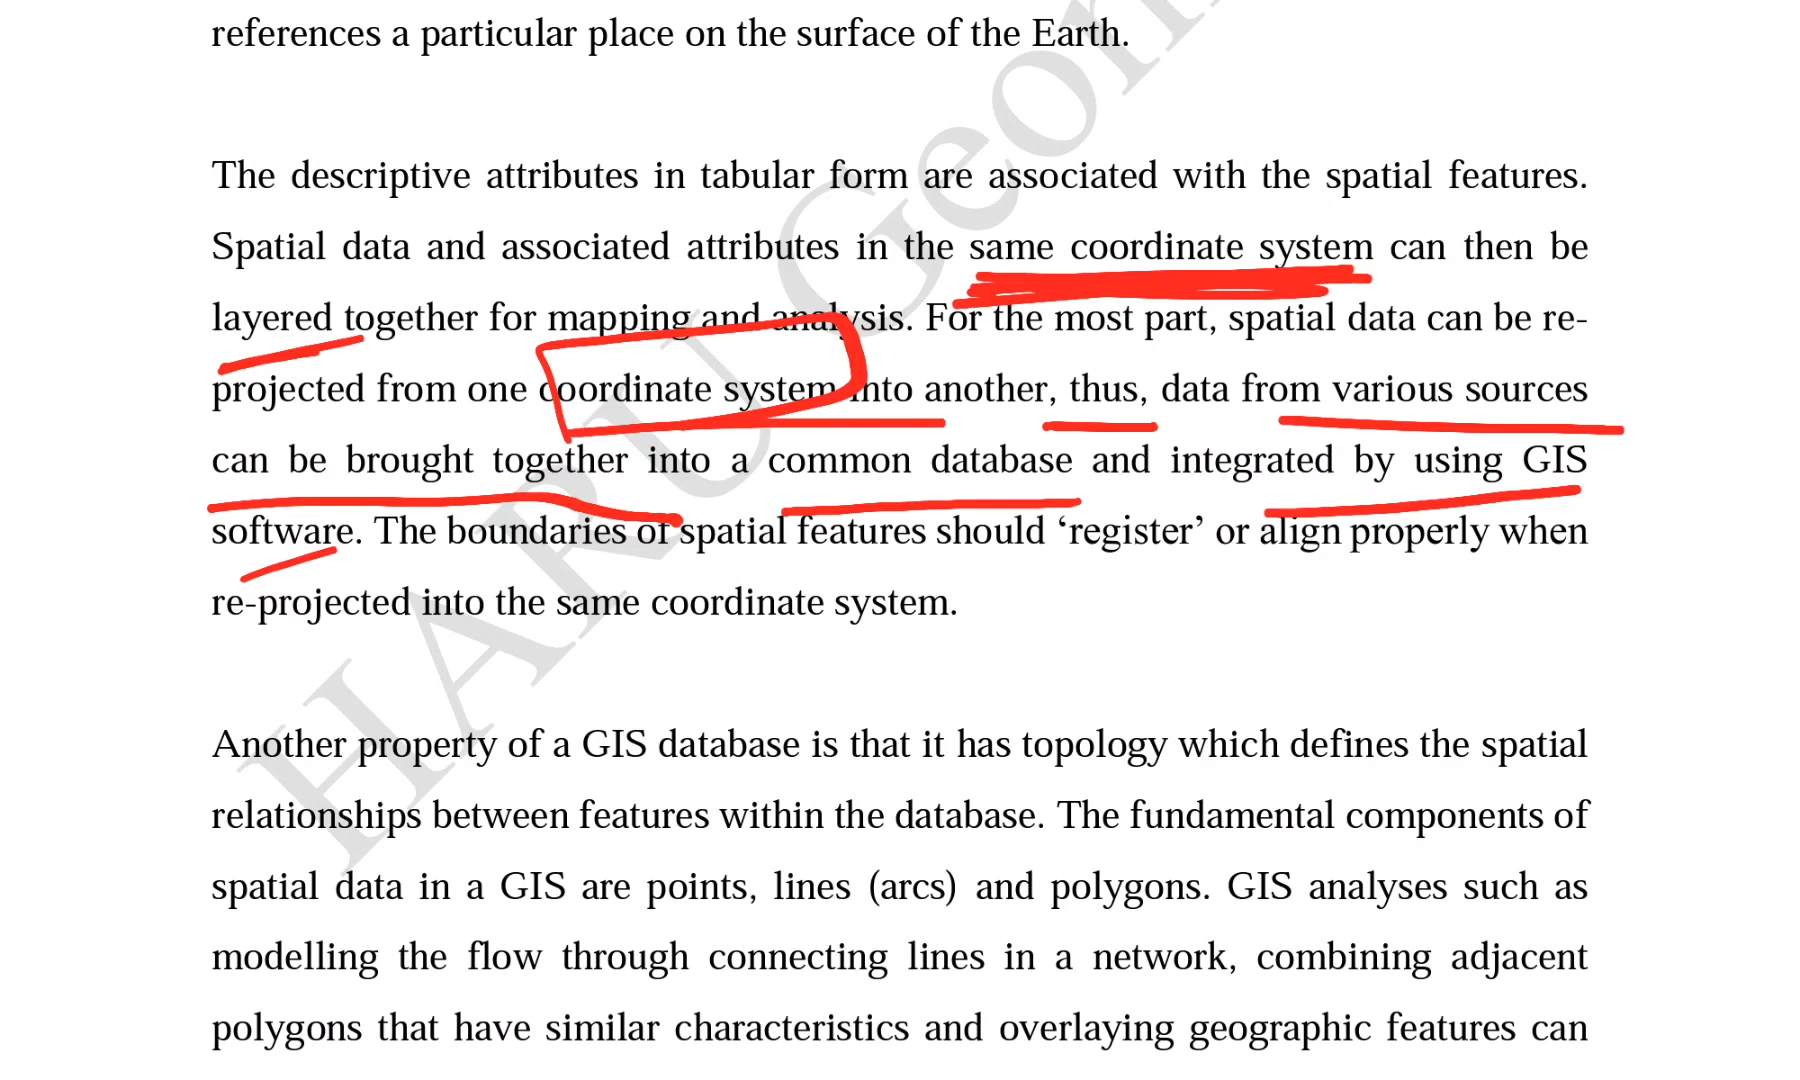 references a particular place on the surface of the Earth.
The descriptive attributes in tabular form are associated with the spatial features.
Spatial data and associated attributes in the same coordinate system can then be
layered together for mapping and analysis. For the most part, spatial data can be re-
projected from one coordinate system into another, thus, data from various sources
can be brought together into a common database and integrated by using GIS
software. The boundaries of spatial features should ‘register’ or align properly when
re-projected into the same coordinate system.
Another property of a GIS database is that it has topology which defines the spatial
relationships between features within the database. The fundamental components of
spatial data in a GIS are points, lines (arcs) and polygons. GIS analyses such as
modelling the flow through connecting lines in a network, combining adjacent
polygons that have similar characteristics and overlaying geographic features can
HARU Geom